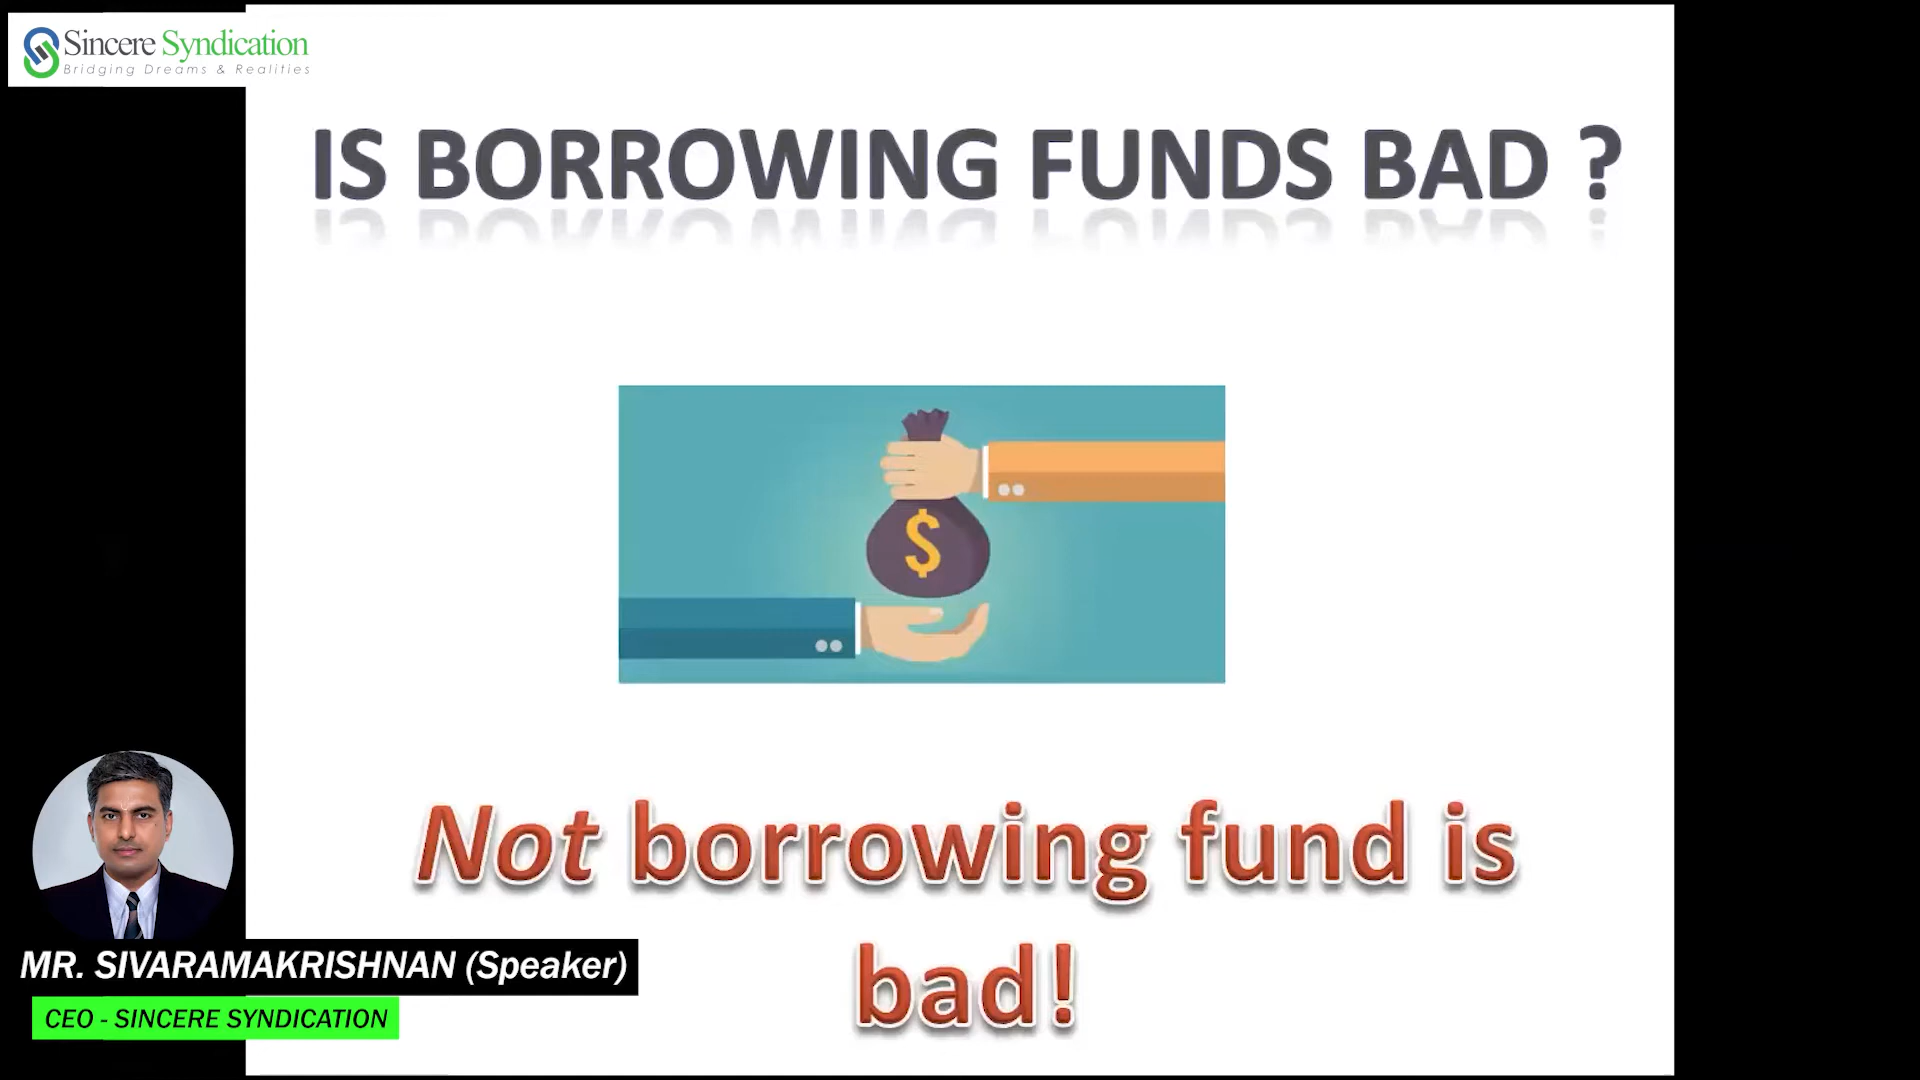 Sincere Syndication
Bridging Dreams & Realities
IS BORROWING FUNDS BAD ?
$
Not borrowing fund is
bad!
MR. SIVARAMAKRISHNAN (Speaker)
CEO - SINCERE SYNDICATION